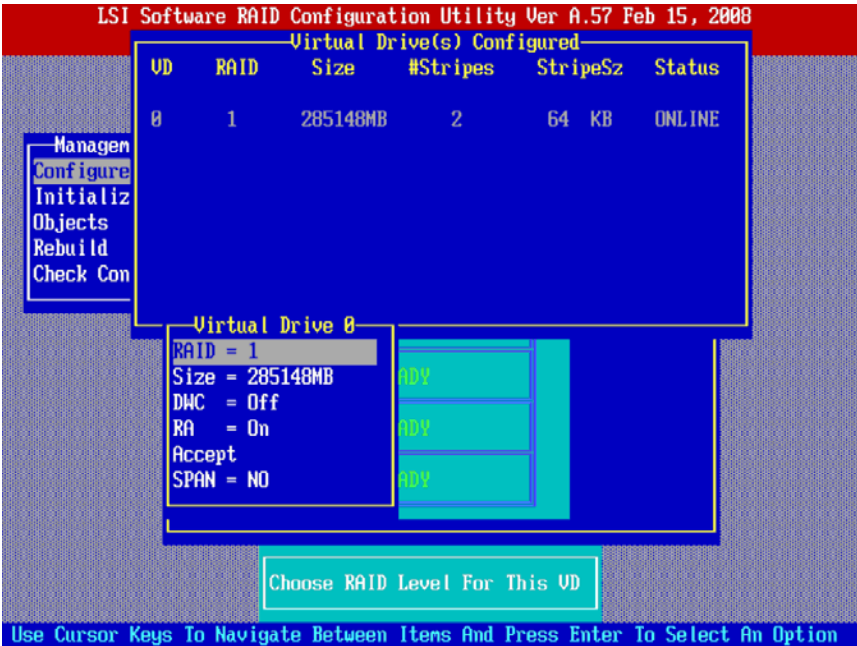 LSI Software RAID Configuration Utility Ver A.57 Feb 15, 2008
Virtual Drive(s) Configured
VD RAID Size #Stripes StripeSz Status
0 1 285148MB 2 64 KB ONLINE
Managem
Configure
Initializ
Objects
Rebuild
Check Con
Virtual Drive 0
RAID = 1
Size = 285148MB
DWC = Off
RA = On
Accept
SPAN = NO
ADY
ADY
ADY
Choose RAID Level For This VD
Use Cursor Keys To Navigate Between Items And Press Enter To Select An Option